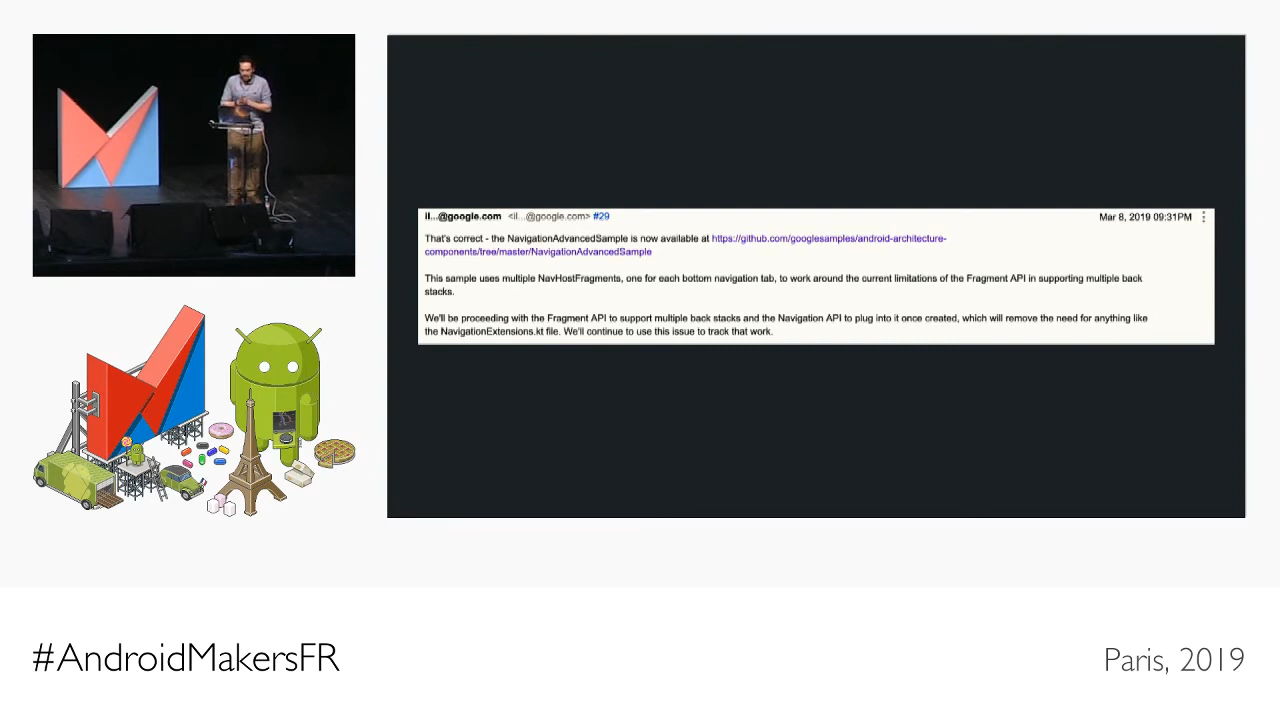 il...@google.com <il...@google.com> #29 Mar 8, 2019 09:31PM
That's correct - the NavigationAdvancedSample is now available at https://github.com/googlesamples/android-architecture-
components/tree/master/NavigationAdvancedSample
This sample uses multiple NavHostFragments, one for each bottom navigation tab, to work around the current limitations of the Fragment API in supporting multiple back
stacks.
We'll be proceeding with the Fragment API to support multiple back stacks and the Navigation API to plug into it once created, which will remove the need for anything like
the NavigationExtensions.kt file. We'll continue to use this issue to track that work.
#AndroidMakersFR
Paris, 2019